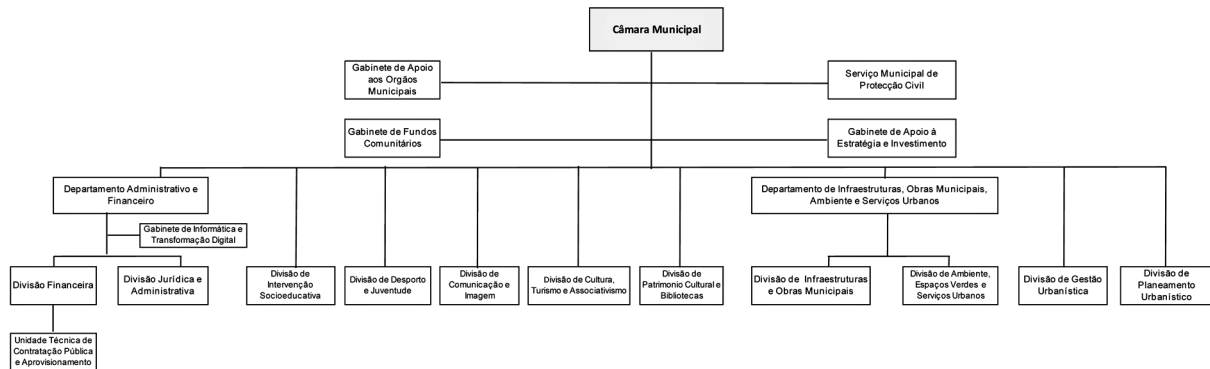 Câmara Municipal
Gabinete de Apoio
aos Orgãos
Municipais
Serviço Municipal de
Protecção Civil
Gabinete de Fundos
Comunitários
Gabinete de Apoio à
Estratégia e Investimento
Departamento Administrativo e
Financeiro
Departamento de Infraestruturas, Obras Municipais,
Ambiente e Serviços Urbanos
Gabinete de Informática e
Transformação Digital
Divisão Financeira
Divisão Jurídica e
Administrativa
Divisão de
Intervenção
Socioeducativa
Divisão de Desporto
e Juventude
Divisão de
Comunicação e
Imagem
Divisão de Cultura,
Turismo e Associativismo
Divisão de
Patrimonio Cultural e
Bibliotecas
Divisão de Infraestruturas
e Obras Municipais
Divisão de Ambiente,
Espaços Verdes e
Serviços Urbanos
Divisão de Gestão
Urbanística
Divisão de
Planeamento
Urbanístico
Unidade Técnica de
Contratação Pública
e Aprovisionamento